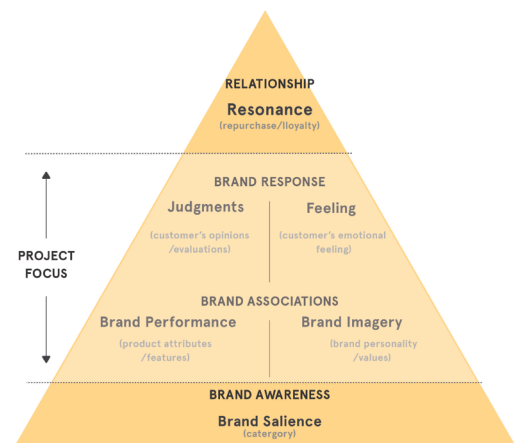 RELATIONSHIP
Resonance
(repurchase/lloyalty)
BRAND RESPONSE
Judgments
(customer's opinions
/evaluations)
Feeling
(customer's emotional
feeling)
PROJECT
FOCUS
BRAND ASSOCIATIONS
Brand Performance
(product attributes
/features)
Brand Imagery
(brand personality
/values)
BRAND AWARENESS
Brand Salience
(catergory)